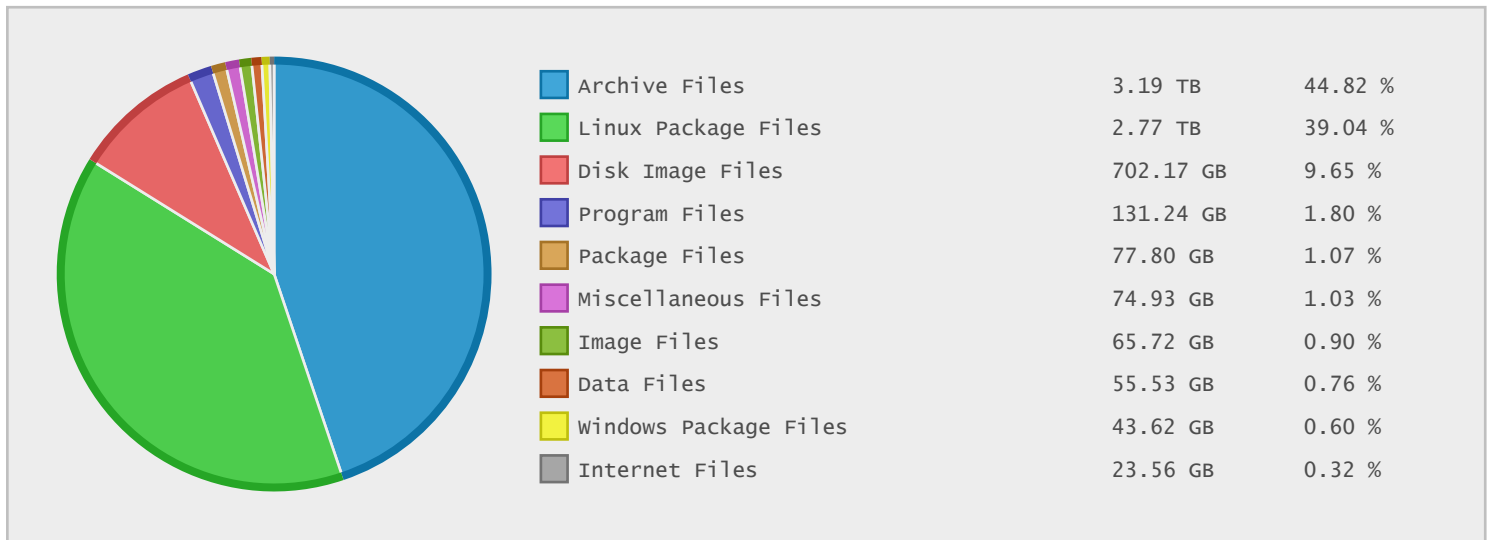 Archive Files 3.19 TB 44.82 %
Linux Package Files 2.77 TB 39.04 %
Disk Image Files 702.17 GB 9.65 %
Program Files 131.24 GB 1.80 %
Package Files 77.80 GB 1.07 %
Miscellaneous Files 74.93 GB 1.03 %
Image Files 65.72 GB 0.90 %
Data Files 55.53 GB 0.76 %
Windows Package Files 43.62 GB 0.60 %
Internet Files 23.56 GB 0.32 %